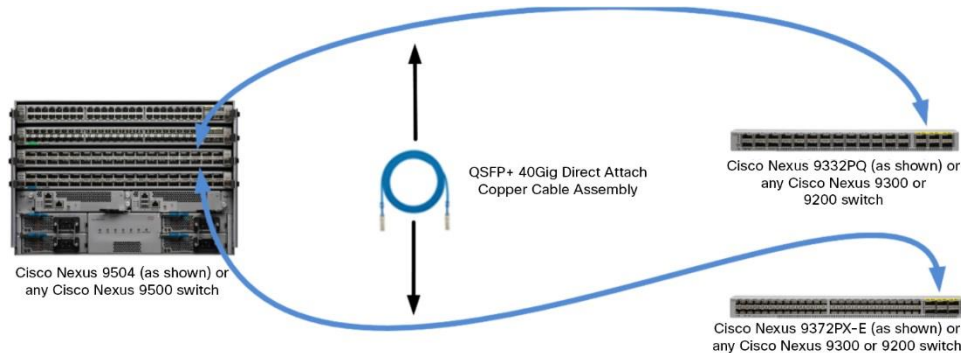 QSFP+ 40Gig Direct Attach
Copper Cable Assembly
Cisco Nexus 9332PQ (as shown) or
any Cisco Nexus 9300 or
9200 switch
Cisco Nexus 9504 (as shown) or
any Cisco Nexus 9500 switch
Cisco Nexus 9372PX-E (as shown) or
any Cisco Nexus 9300 or 9200 switch